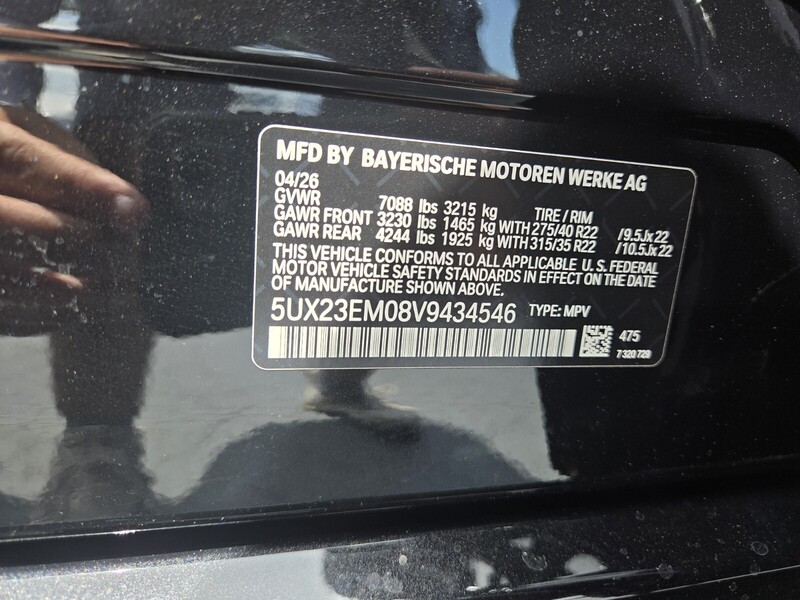 MFD BY BAYERISCHE MOTOREN WERKE AG
04/26
GVWR 7088 lbs 3215 kg TIRE / RIM
GAWR FRONT 3230 lbs 1465 kg WITH 275/40 R22 /9.5Jx22
GAWR REAR 4244 lbs 1925 kg WITH 315/35 R22 /10.5Jx22
THIS VEHICLE CONFORMS TO ALL APPLICABLE U.S. FEDERAL
MOTOR VEHICLE SAFETY STANDARDS IN EFFECT ON THE DATE
OF MANUFACTURE SHOWN ABOVE.
5UX23EM08V9434546 TYPE: MPV
475
7 320 729